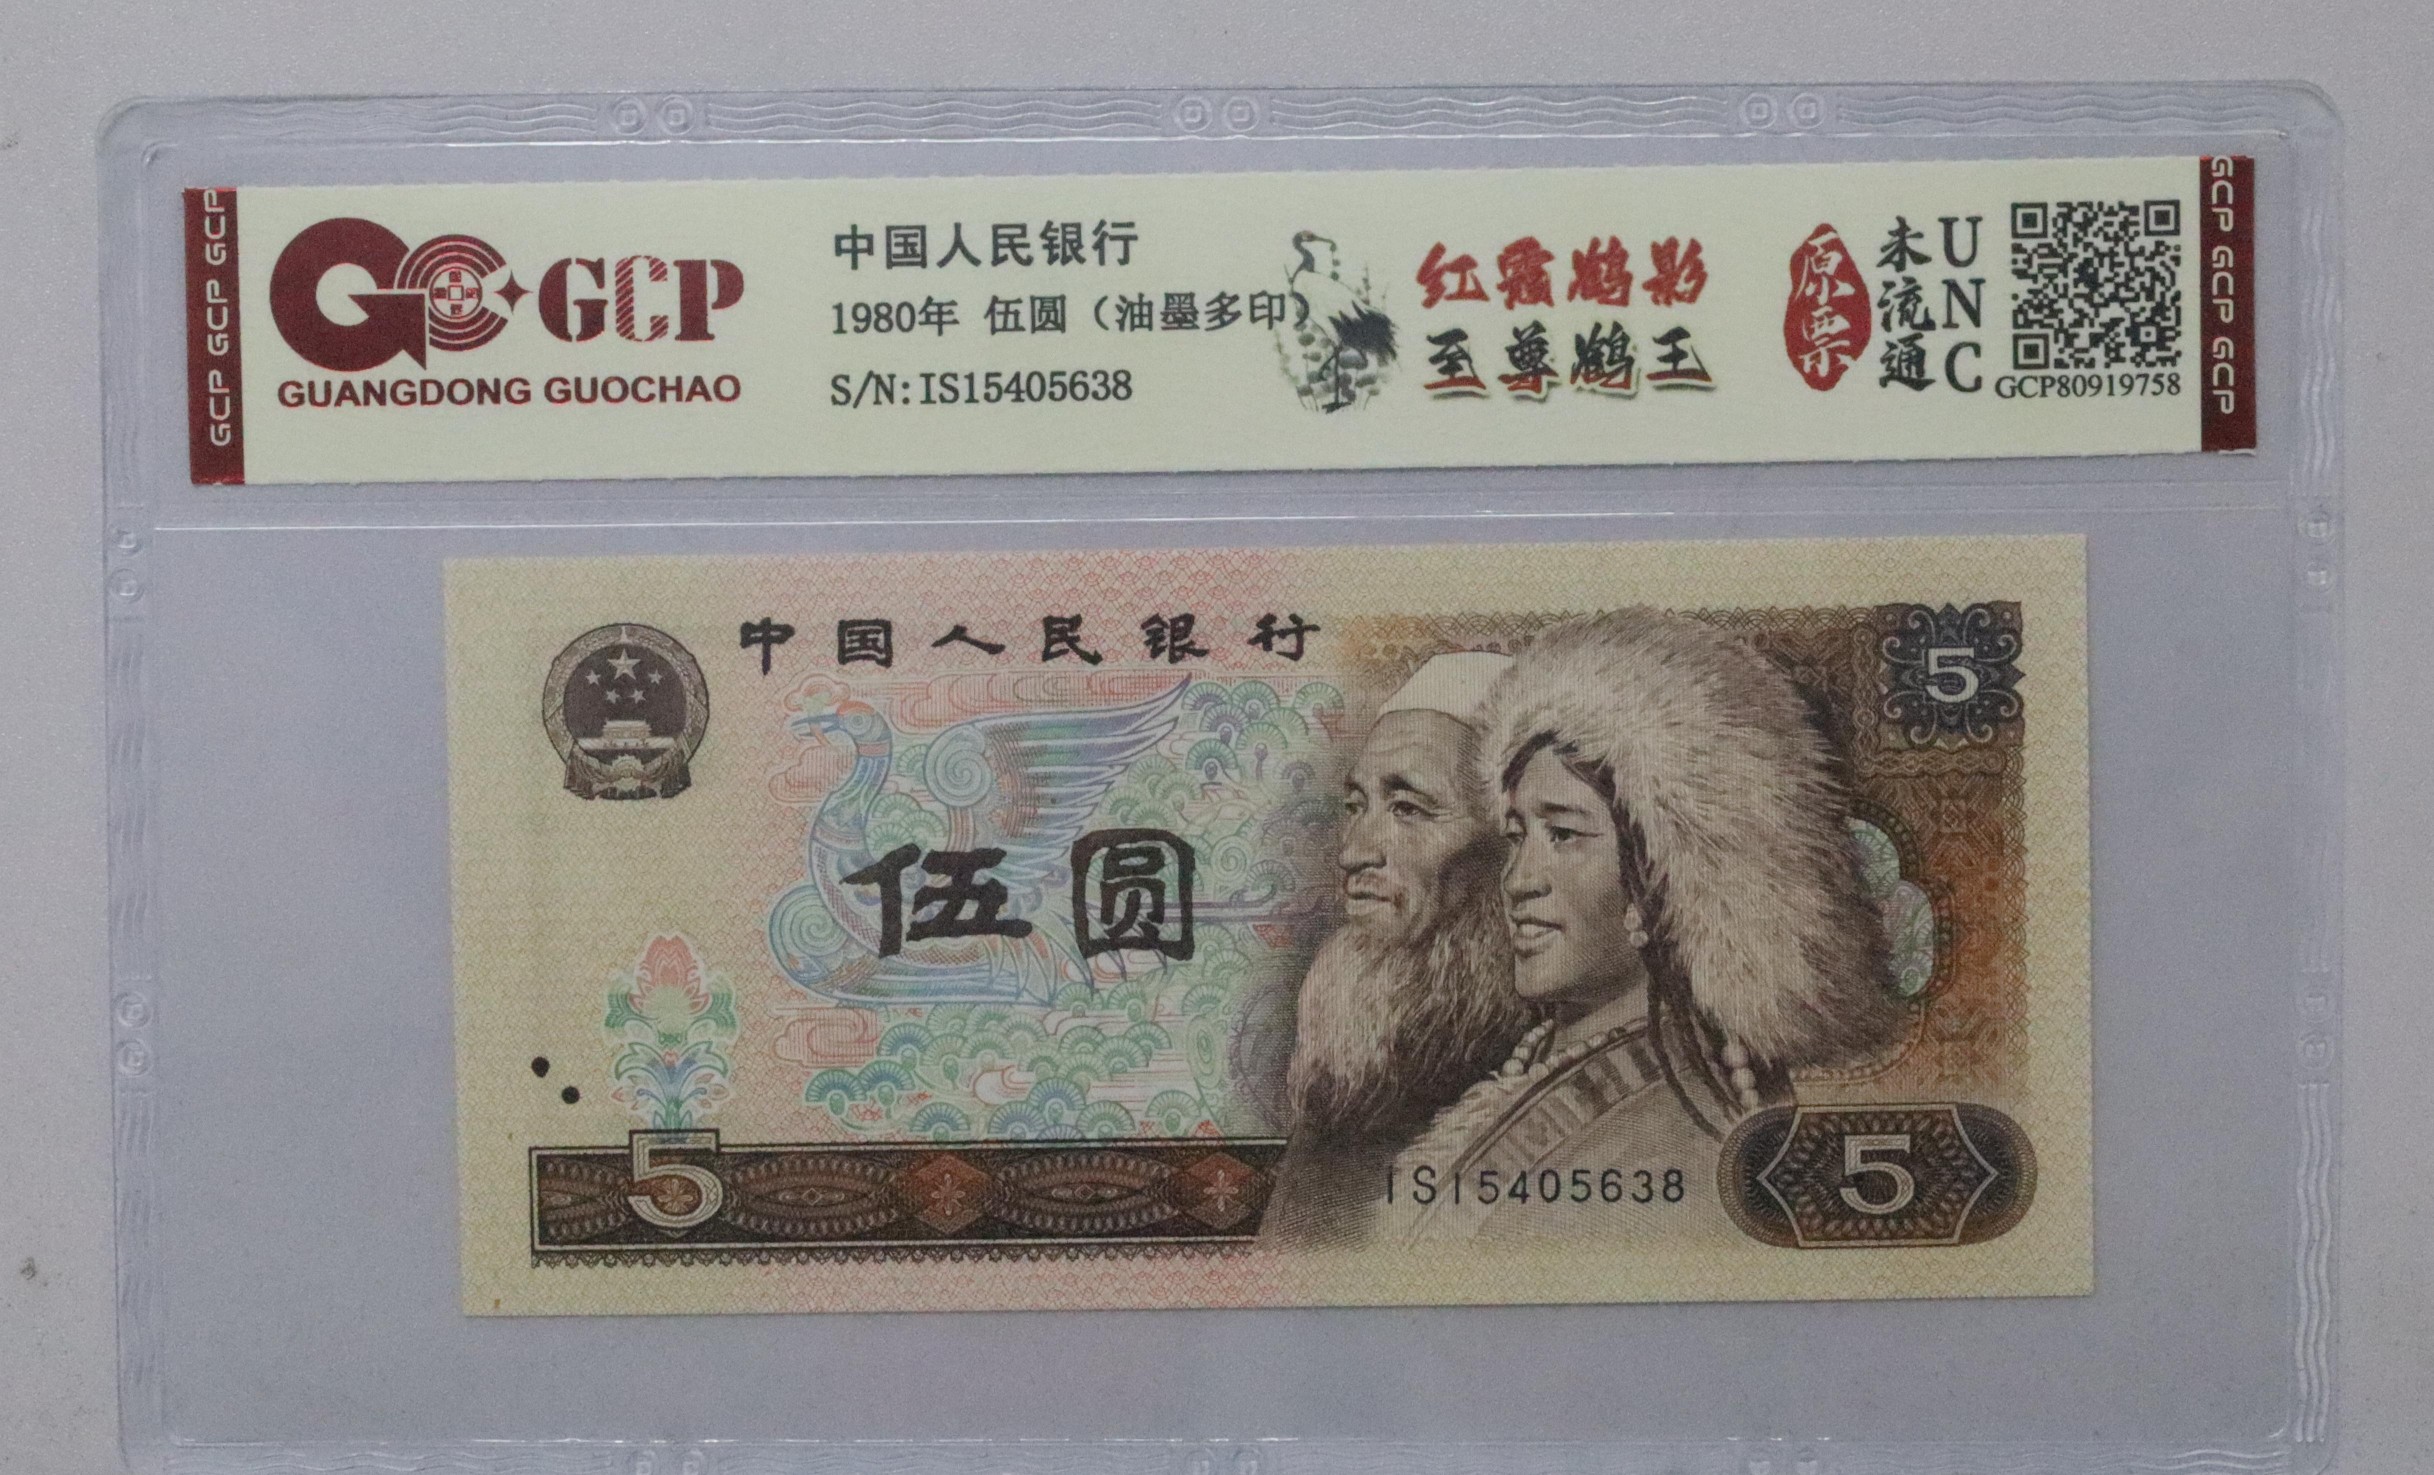 GCP GCP GCP
GCP
GUANGDONG GUOCHAO
中国人民银行
1980年 伍圆（油墨多印）
S/N: IS15405638
红霞鹤影
至尊鹤王
原票
未流通
UNC
GCP80919758
GCP GCP GCP
中国人民银行
5
伍圆
5
IS15405638
5